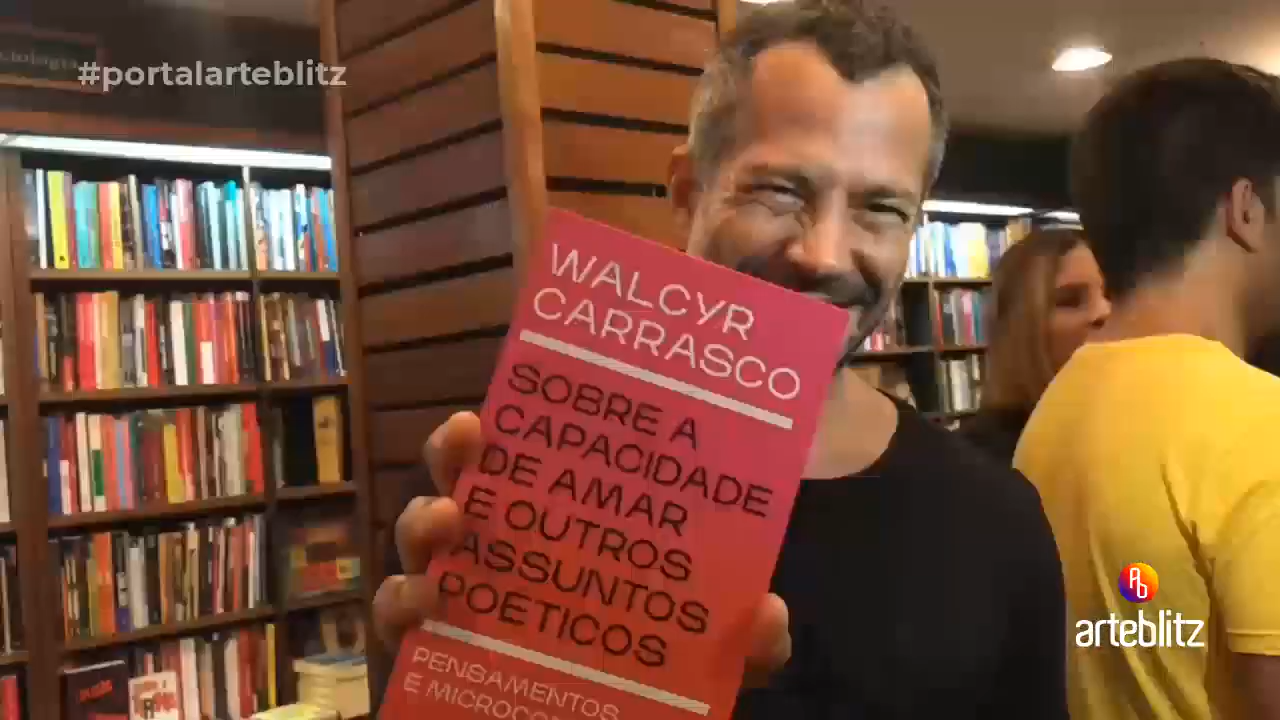 #portalarteblitz
WALCYR
CARRASCO
SOBRE A
CAPACIDADE
DE AMAR
E OUTROS
ASSUNTOS
POÉTICOS
PENSAMENTOS
arteblitz